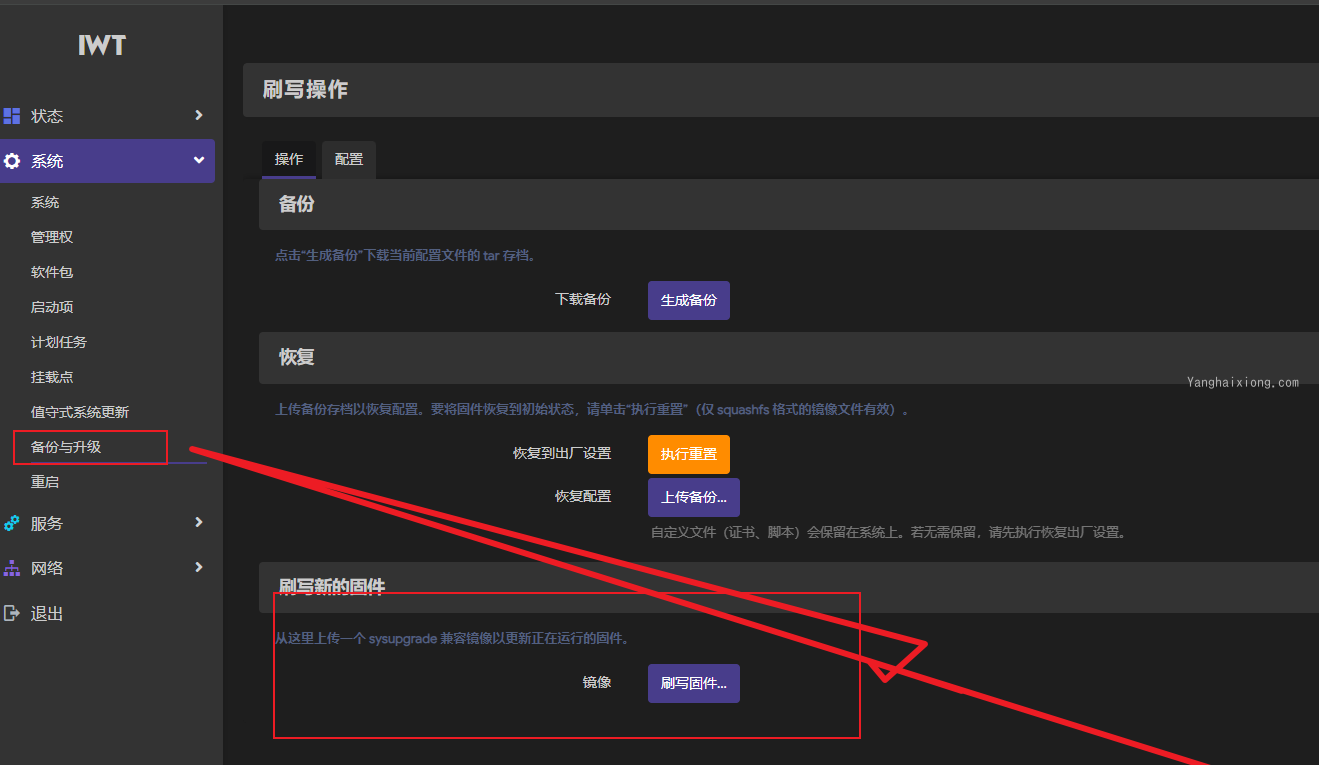 IWT
状态
系统
系统
管理权
软件包
启动项
计划任务
挂载点
值守式系统更新
备份与升级
重启
服务
网络
退出
刷写操作
操作 配置
备份
点击“生成备份”下载当前配置文件的 tar 存档。
下载备份 生成备份
恢复
Yanghaixiong.com
上传备份存档以恢复配置。要将固件恢复到初始状态，请单击“执行重置”（仅 squashfs 格式的镜像文件有效）。
恢复到出厂设置 执行重置
恢复配置 上传备份...
自定义文件（证书、脚本）会保留在系统上。若无需保留，请先执行恢复出厂设置。
刷写新的固件
从这里上传一个 sysupgrade 兼容镜像以更新正在运行的固件。
镜像 刷写固件...